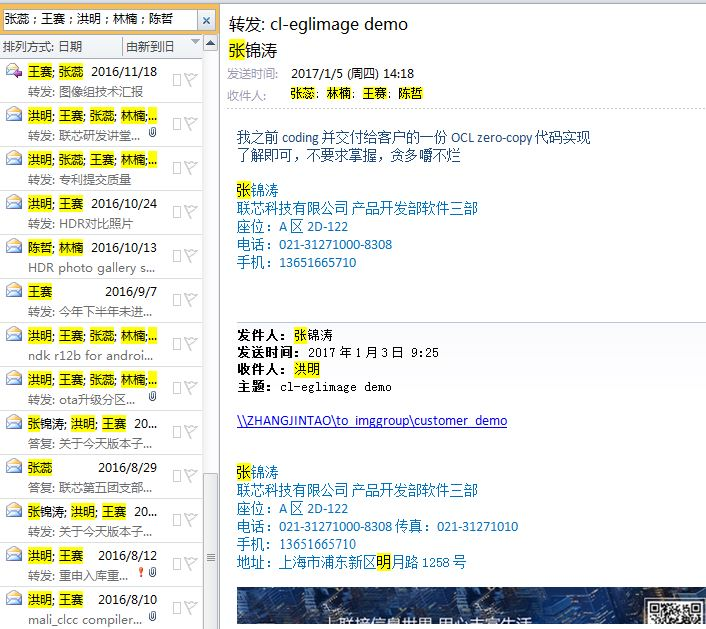 张蕊；王赛；洪明；林楠；陈哲
排列方式: 日期 由新到旧
王赛; 张蕊 2016/11/18
转发: 图像组技术汇报
洪明; 王赛; 张蕊; 林楠;...
转发: 联芯研发讲堂...
洪明; 张蕊; 王赛; 林楠;...
转发: 专利提交质量
洪明; 王赛 2016/10/24
转发: HDR对比照片
陈哲; 林楠 2016/10/13
HDR photo gallery s...
王赛 2016/9/7
转发: 今年下半年未进...
洪明; 王赛; 张蕊; 林楠;...
ndk r12b for androi...
洪明; 王赛; 张蕊; 林楠;...
转发: ota升级分区...
张锦涛; 洪明; 王赛 20...
答复: 关于今天版本子...
张蕊 2016/8/29
答复: 联芯第五团支部...
张锦涛; 洪明; 王赛 20...
转发: 关于今天版本子...
洪明; 王赛 2016/8/12
转发: 重申入库重...
洪明; 王赛 2016/8/10
mali_clcc compiler...
转发: cl-eglimage demo
张锦涛
发送时间: 2017/1/5 (周四) 14:18
收件人: 张蕊; 林楠; 王赛; 陈哲
我之前 coding 并交付给客户的一份 OCL zero-copy 代码实现
了解即可，不要求掌握，贪多嚼不烂
张锦涛
联芯科技有限公司 产品开发部软件三部
座位：A 区 2D-122
电话：021-31271000-8308
手机：13651665710
发件人: 张锦涛
发送时间: 2017 年 1 月 3 日 9:25
收件人: 洪明
主题: cl-eglimage demo
\\ZHANGJINTAO\to_imggroup\customer_demo
张锦涛
联芯科技有限公司 产品开发部软件三部
座位：A 区 2D-122
电话：021-31271000-8308 传真：021-31271010
手机：13651665710
地址：上海市浦东新区明月路 1258 号
上联接信息世界 用心丰富生活